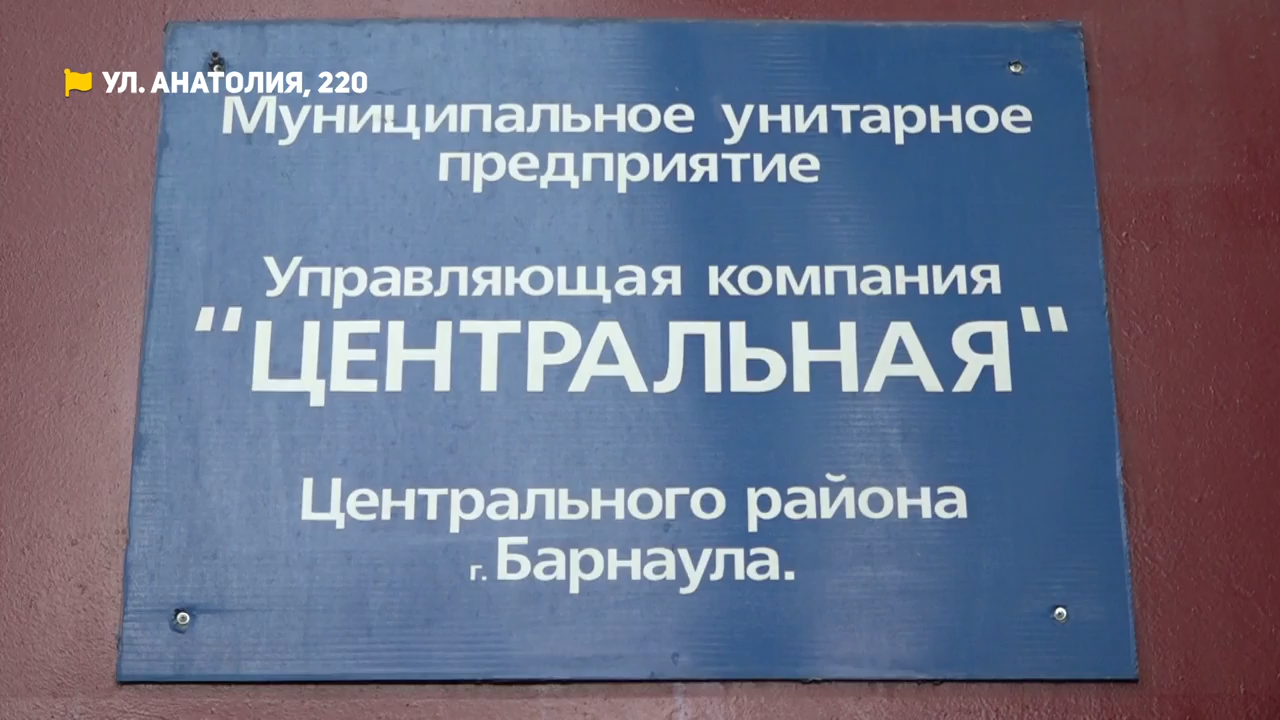 УЛ. АНАТОЛИЯ, 220
Муниципальное унитарное
предприятие
Управляющая компания
"ЦЕНТРАЛЬНАЯ"
Центрального района
г. Барнаула.